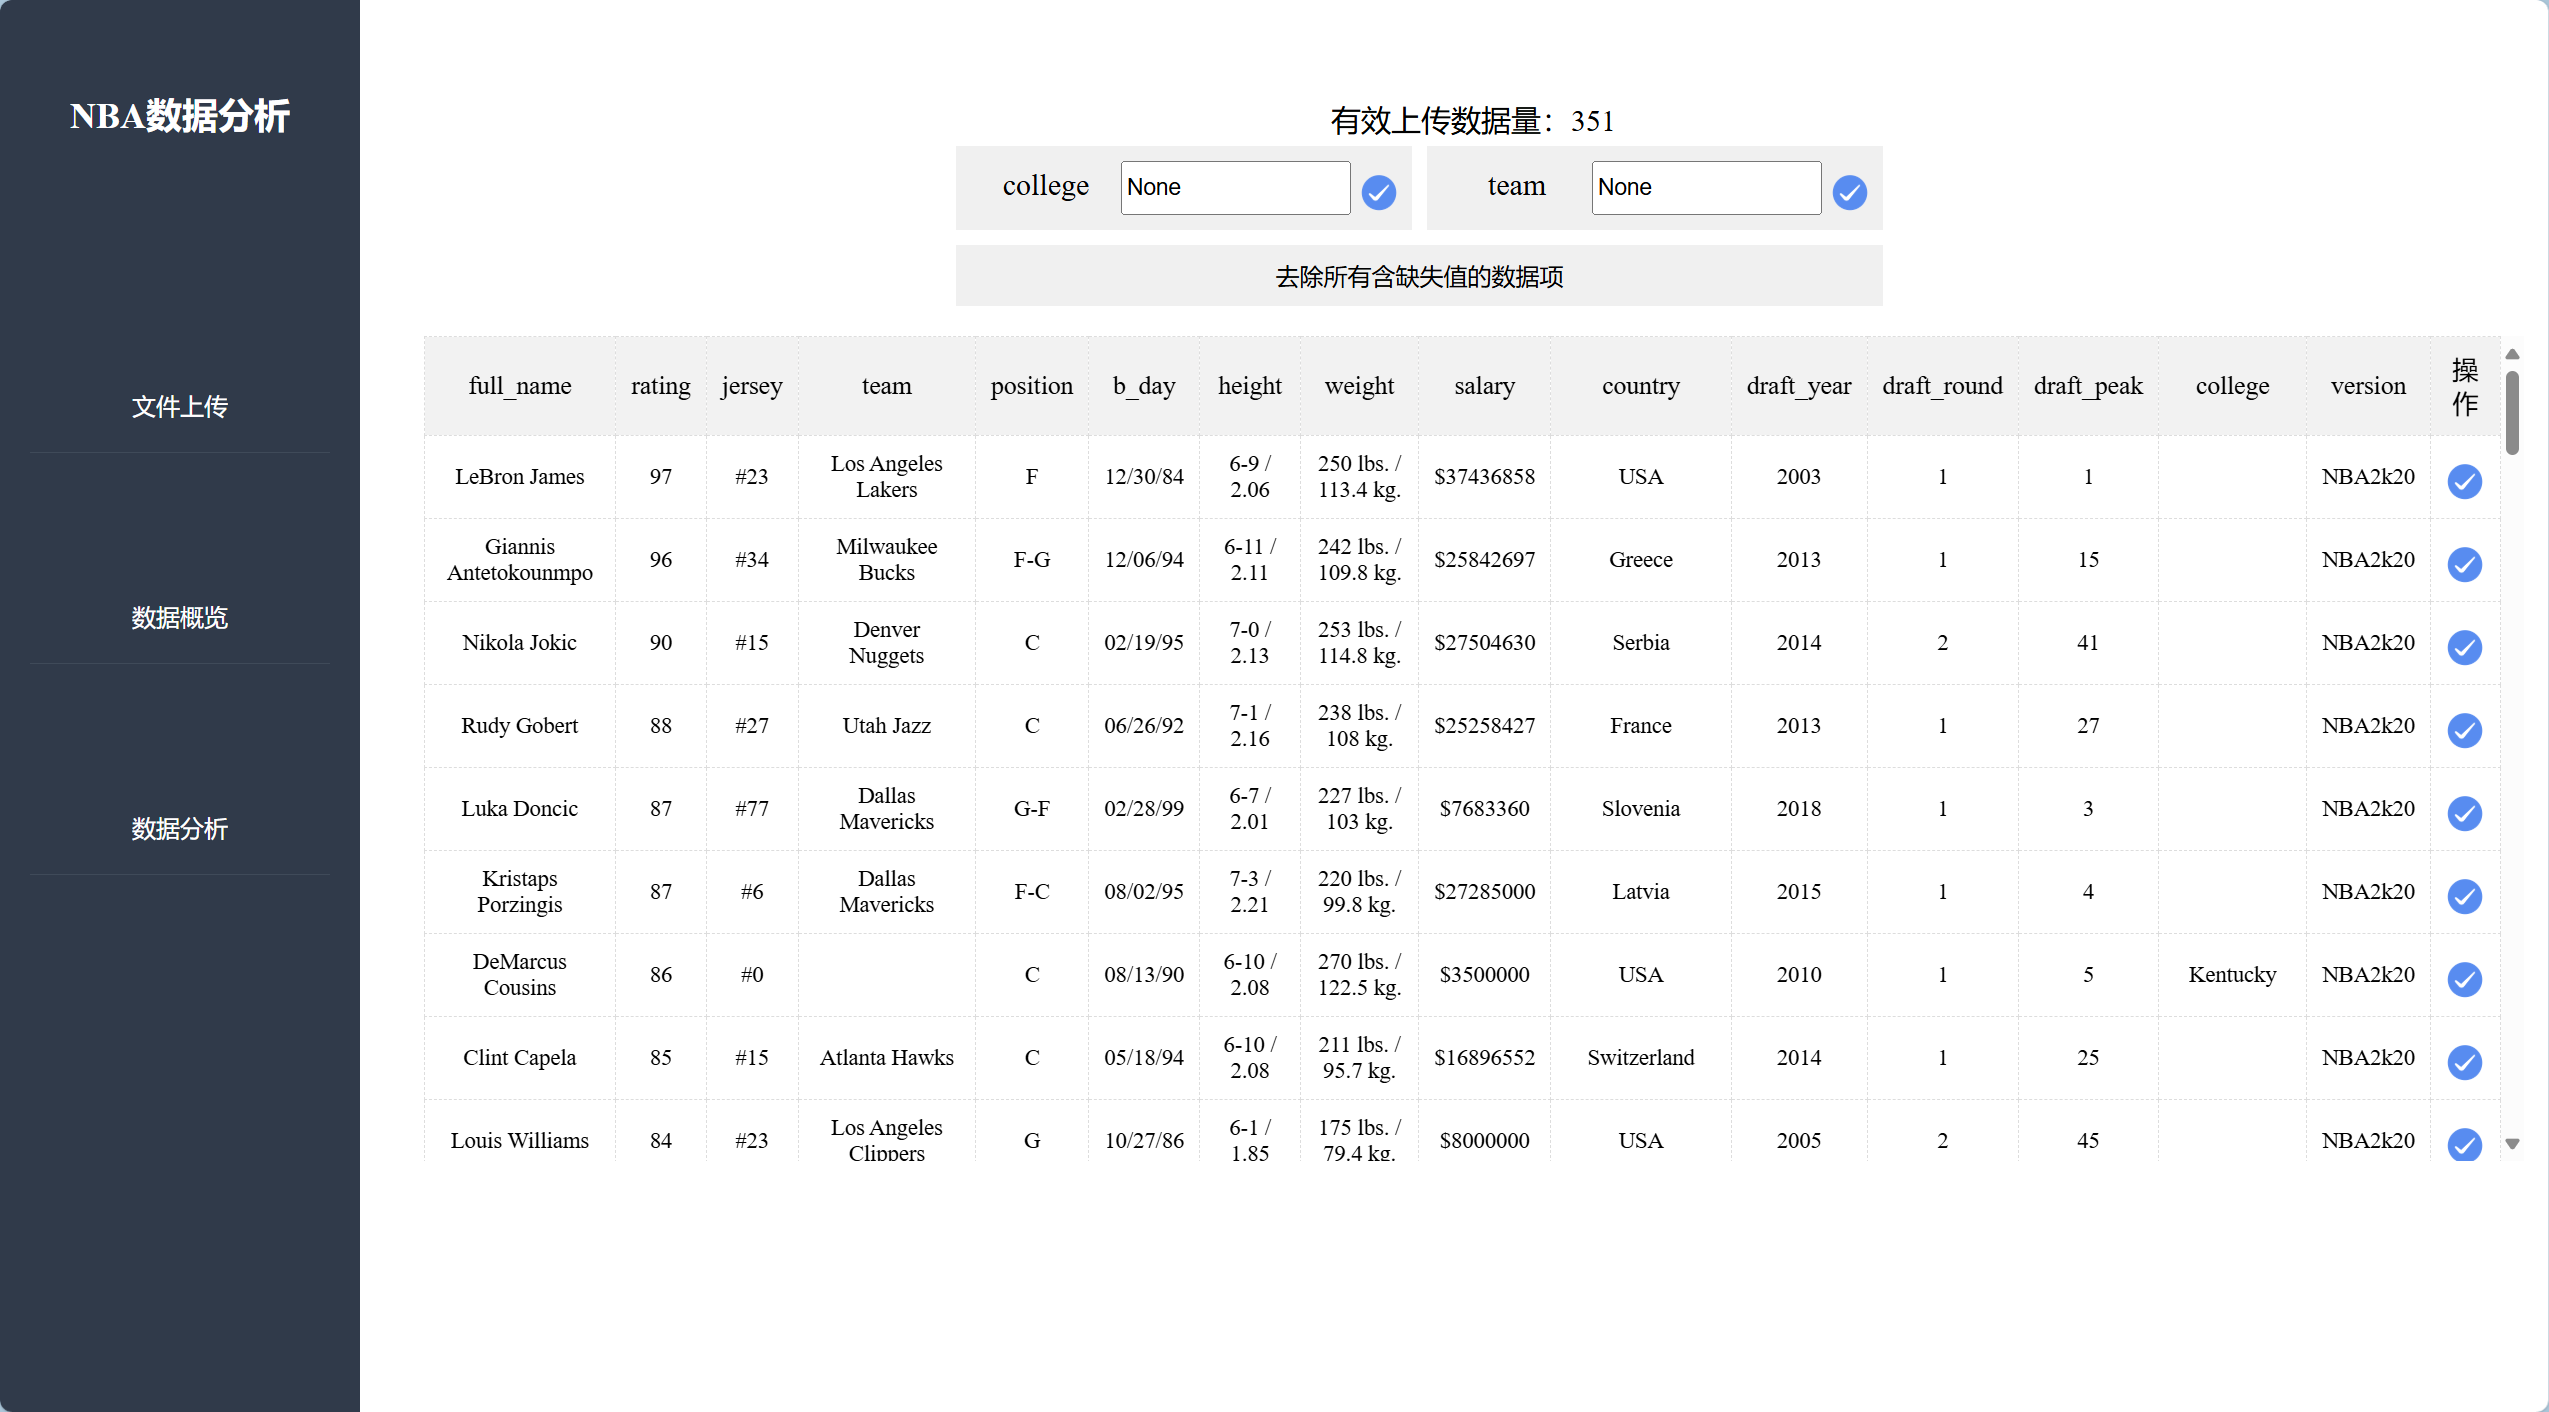 NBA数据分析
文件上传
数据概览
数据分析
有效上传数据量：351
college None team None
去除所有含缺失值的数据项
full_name rating jersey team position b_day height weight salary country draft_year draft_round draft_peak college version 操作
LeBron James 97 #23 Los Angeles Lakers F 12/30/84 6-9 / 2.06 250 lbs. / 113.4 kg. $37436858 USA 2003 1 1 NBA2k20
Giannis Antetokounmpo 96 #34 Milwaukee Bucks F-G 12/06/94 6-11 / 2.11 242 lbs. / 109.8 kg. $25842697 Greece 2013 1 15 NBA2k20
Nikola Jokic 90 #15 Denver Nuggets C 02/19/95 7-0 / 2.13 253 lbs. / 114.8 kg. $27504630 Serbia 2014 2 41 NBA2k20
Rudy Gobert 88 #27 Utah Jazz C 06/26/92 7-1 / 2.16 238 lbs. / 108 kg. $25258427 France 2013 1 27 NBA2k20
Luka Doncic 87 #77 Dallas Mavericks G-F 02/28/99 6-7 / 2.01 227 lbs. / 103 kg. $7683360 Slovenia 2018 1 3 NBA2k20
Kristaps Porzingis 87 #6 Dallas Mavericks F-C 08/02/95 7-3 / 2.21 220 lbs. / 99.8 kg. $27285000 Latvia 2015 1 4 NBA2k20
DeMarcus Cousins 86 #0 C 08/13/90 6-10 / 2.08 270 lbs. / 122.5 kg. $3500000 USA 2010 1 5 Kentucky NBA2k20
Clint Capela 85 #15 Atlanta Hawks C 05/18/94 6-10 / 2.08 211 lbs. / 95.7 kg. $16896552 Switzerland 2014 1 25 NBA2k20
Louis Williams 84 #23 Los Angeles Clippers G 10/27/86 6-1 / 1.85 175 lbs. / 79.4 kg. $8000000 USA 2005 2 45 NBA2k20